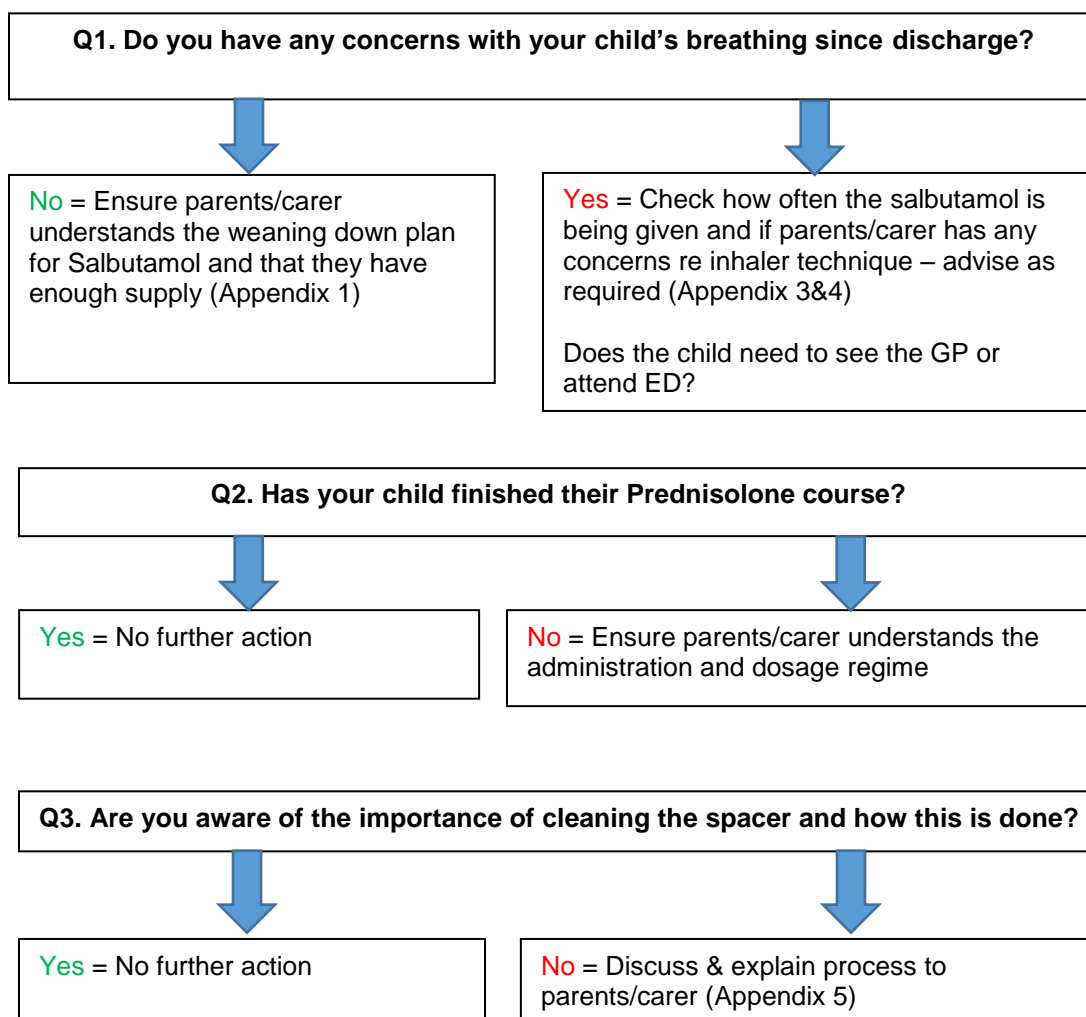 Q1. Do you have any concerns with your child’s breathing since discharge?
No = Ensure parents/carer
understands the weaning down plan
for Salbutamol and that they have
enough supply (Appendix 1)
Yes = Check how often the salbutamol is
being given and if parents/carer has any
concerns re inhaler technique – advise as
required (Appendix 3&4)
Does the child need to see the GP or
attend ED?
Q2. Has your child finished their Prednisolone course?
Yes = No further action
No = Ensure parents/carer understands the
administration and dosage regime
Q3. Are you aware of the importance of cleaning the spacer and how this is done?
Yes = No further action
No = Discuss & explain process to
parents/carer (Appendix 5)